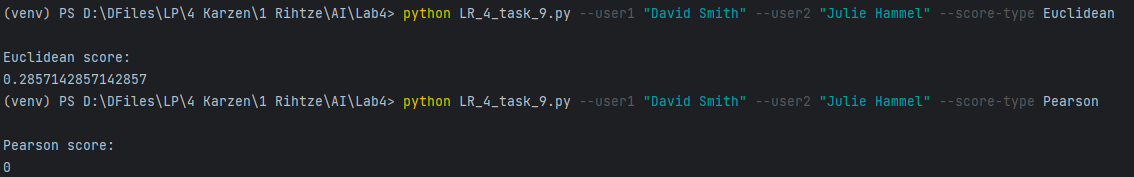 (venv) PS D:\DFiles\LP\4 Karzen\1 Rihtze\AI\Lab4> python LR_4_task_9.py --user1 "David Smith" --user2 "Julie Hammel" --score-type Euclidean
Euclidean score:
0.2857142857142857
(venv) PS D:\DFiles\LP\4 Karzen\1 Rihtze\AI\Lab4> python LR_4_task_9.py --user1 "David Smith" --user2 "Julie Hammel" --score-type Pearson
Pearson score:
0